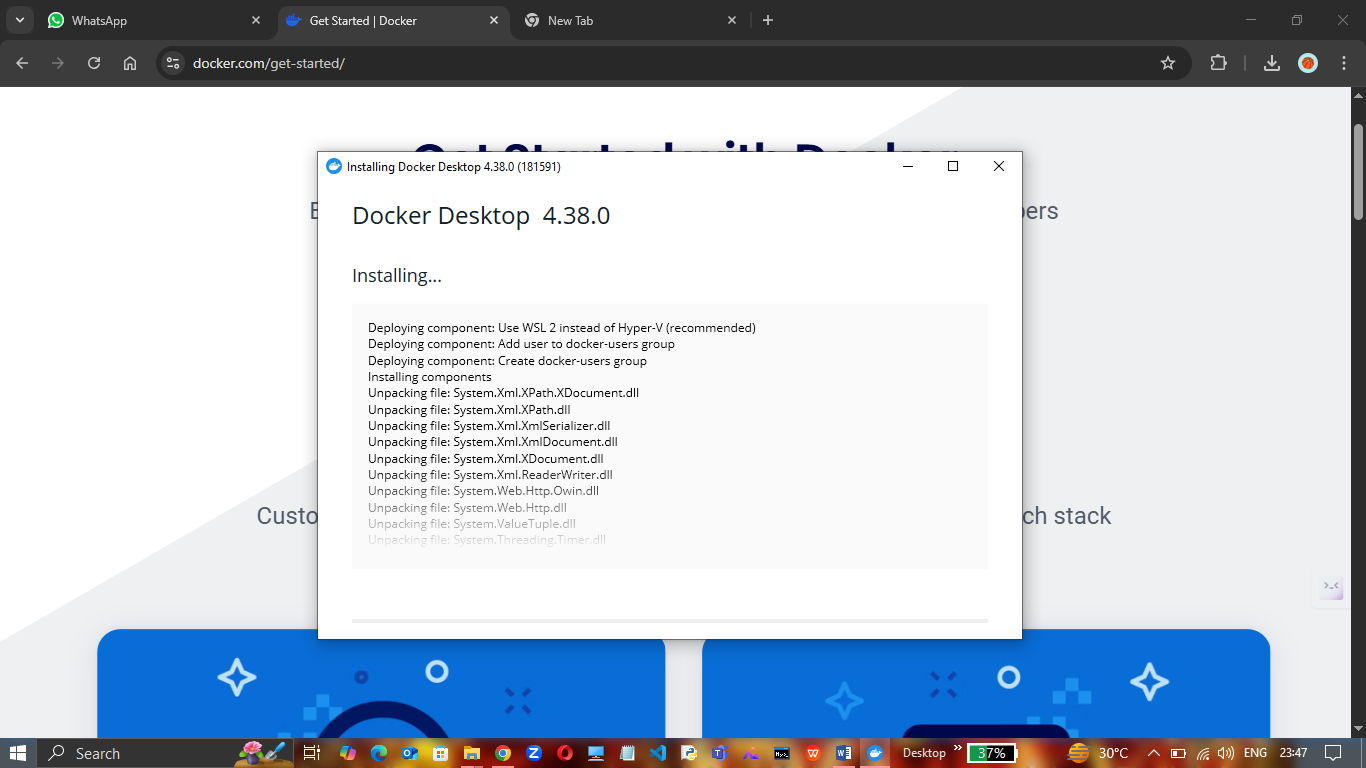 WhatsApp
Get Started | Docker
New Tab
docker.com/get-started/
Installing Docker Desktop 4.38.0 (181591)
Docker Desktop 4.38.0
Installing...
Deploying component: Use WSL 2 instead of Hyper-V (recommended)
Deploying component: Add user to docker-users group
Deploying component: Create docker-users group
Installing components
Unpacking file: System.Xml.XPath.XDocument.dll
Unpacking file: System.Xml.XPath.dll
Unpacking file: System.Xml.XmlSerializer.dll
Unpacking file: System.Xml.XmlDocument.dll
Unpacking file: System.Xml.XDocument.dll
Unpacking file: System.Xml.ReaderWriter.dll
Unpacking file: System.Web.Http.Owin.dll
Unpacking file: System.Web.Http.dll
Unpacking file: System.ValueTuple.dll
Unpacking file: System.Threading.Timer.dll
Custo
ch stack
Search
Desktop
37%
30°C
ENG
23:47